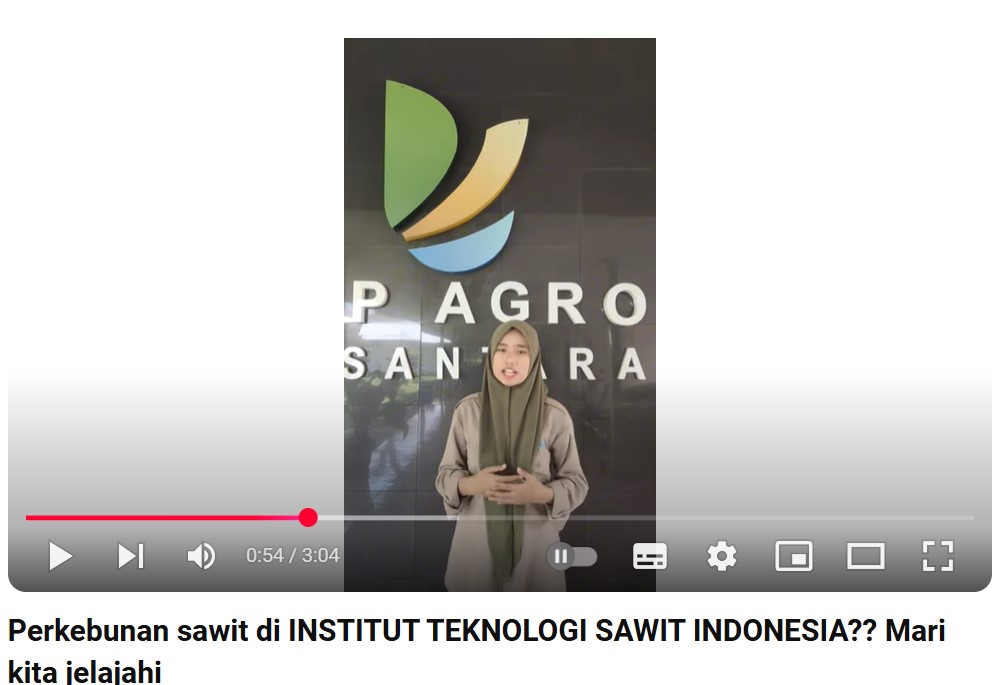 P AGRO
SANTARA
0:54 / 3:04
Perkebunan sawit di INSTITUT TEKNOLOGI SAWIT INDONESIA?? Mari
kita jelajahi